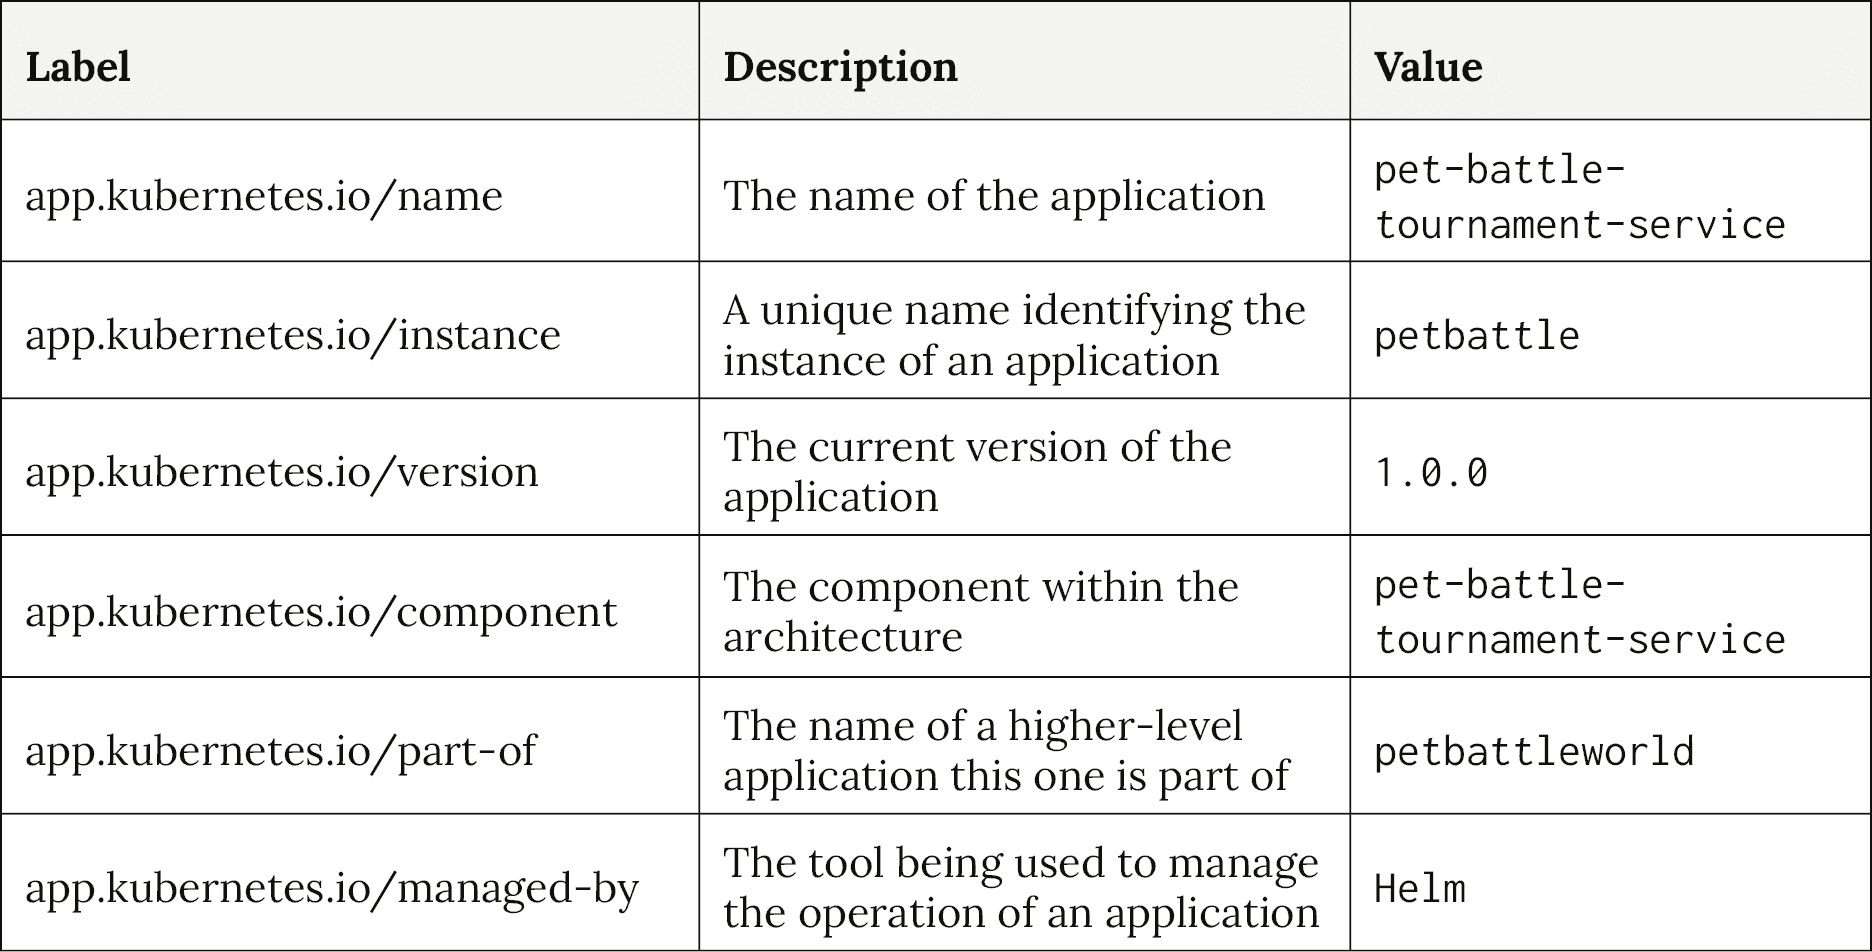 Label Description Value
app.kubernetes.io/name The name of the application pet-battle-
tournament-service
app.kubernetes.io/instance A unique name identifying the
instance of an application petbattle
app.kubernetes.io/version The current version of the
application 1.0.0
app.kubernetes.io/component The component within the
architecture pet-battle-
tournament-service
app.kubernetes.io/part-of The name of a higher-level
application this one is part of petbattleworld
app.kubernetes.io/managed-by The tool being used to manage
the operation of an application Helm